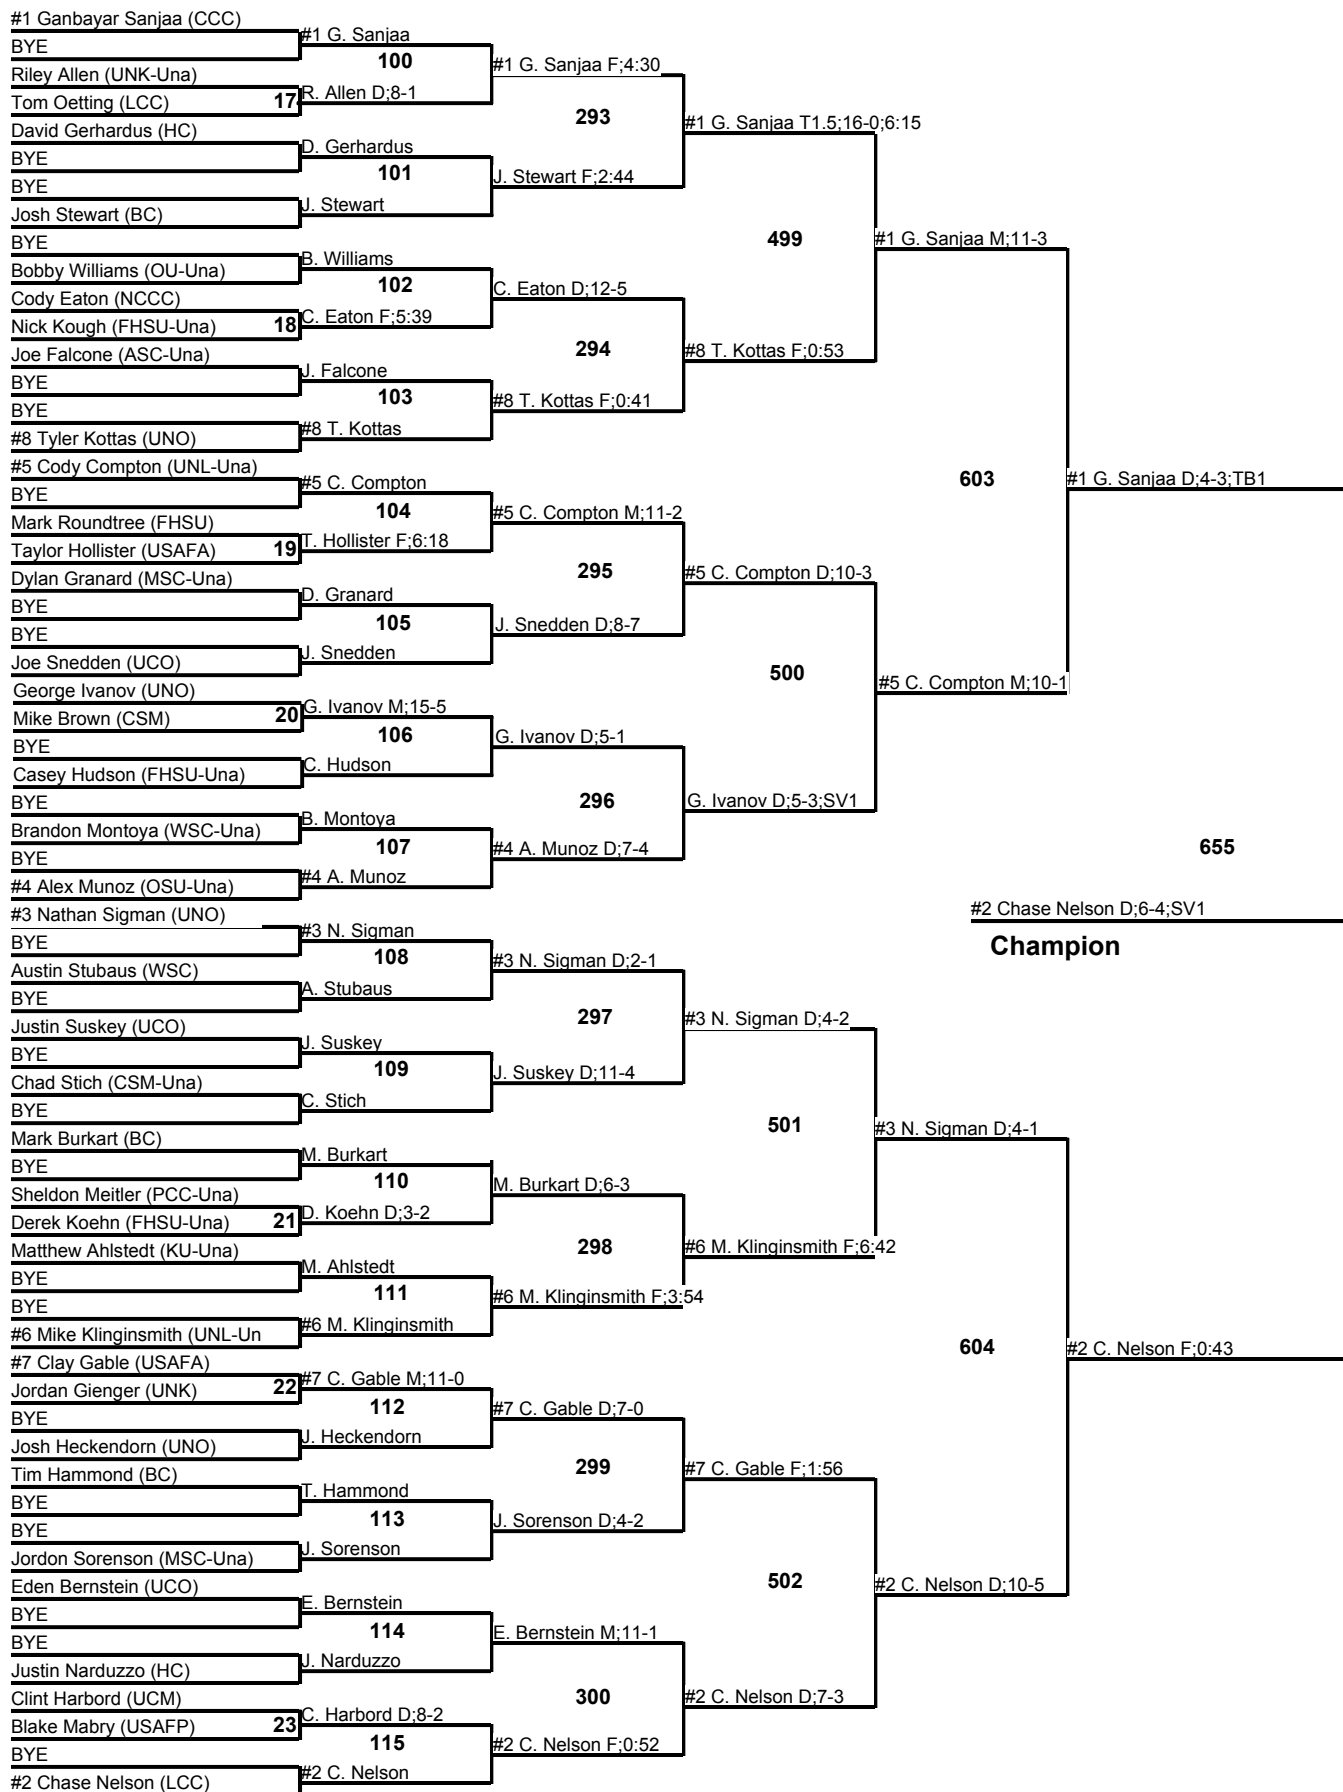 #1 Ganbayar Sanjaa (CCC)
BYE
Riley Allen (UNK-Una)
Tom Oetting (LCC) 17
David Gerhardus (HC)
BYE
BYE
Josh Stewart (BC)
BYE
Bobby Williams (OU-Una)
Cody Eaton (NCCC)
Nick Kough (FHSU-Una) 18
Joe Falcone (ASC-Una)
BYE
BYE
#8 Tyler Kottas (UNO)
#5 Cody Compton (UNL-Una)
BYE
Mark Roundtree (FHSU)
Taylor Hollister (USAFA) 19
Dylan Granard (MSC-Una)
BYE
BYE
Joe Snedden (UCO)
George Ivanov (UNO)
Mike Brown (CSM) 20
BYE
Casey Hudson (FHSU-Una)
BYE
Brandon Montoya (WSC-Una)
BYE
#4 Alex Munoz (OSU-Una)
#3 Nathan Sigman (UNO)
BYE
Austin Stubaus (WSC)
BYE
Justin Suskey (UCO)
BYE
Chad Stich (CSM-Una)
BYE
Mark Burkart (BC)
BYE
Sheldon Meitler (PCC-Una)
Derek Koehn (FHSU-Una) 21
Matthew Ahlstedt (KU-Una)
BYE
BYE
#6 Mike Klinginsmith (UNL-Un
#7 Clay Gable (USAFA)
Jordan Gienger (UNK) 22
BYE
Josh Heckendorn (UNO)
Tim Hammond (BC)
BYE
BYE
Jordon Sorenson (MSC-Una)
Eden Bernstein (UCO)
BYE
BYE
Justin Narduzzo (HC)
Clint Harbord (UCM)
Blake Mabry (USAFP) 23
BYE
#2 Chase Nelson (LCC)
#1 G. Sanjaa
100
R. Allen D;8-1
D. Gerhardus
101
J. Stewart
B. Williams
102
C. Eaton F;5:39
J. Falcone
103
#8 T. Kottas
#5 C. Compton
104
T. Hollister F;6:18
D. Granard
105
J. Snedden
G. Ivanov M;15-5
106
C. Hudson
B. Montoya
107
#4 A. Munoz
#3 N. Sigman
108
A. Stubaus
J. Suskey
109
C. Stich
M. Burkart
110
D. Koehn D;3-2
M. Ahlstedt
111
#6 M. Klinginsmith
#7 C. Gable M;11-0
112
J. Heckendorn
T. Hammond
113
J. Sorenson
E. Bernstein
114
J. Narduzzo
C. Harbord D;8-2
115
#2 C. Nelson
#1 G. Sanjaa F;4:30
293
J. Stewart F;2:44
C. Eaton D;12-5
294
#8 T. Kottas F;0:41
#5 C. Compton M;11-2
295
J. Snedden D;8-7
G. Ivanov D;5-1
296
#4 A. Munoz D;7-4
#3 N. Sigman D;2-1
297
J. Suskey D;11-4
M. Burkart D;6-3
298
#6 M. Klinginsmith F;3:54
#7 C. Gable D;7-0
299
J. Sorenson D;4-2
E. Bernstein M;11-1
300
#2 C. Nelson F;0:52
#1 G. Sanjaa T1.5;16-0;6:15
499
#8 T. Kottas F;0:53
#5 C. Compton D;10-3
500
G. Ivanov D;5-3;SV1
#3 N. Sigman D;4-2
501
#6 M. Klinginsmith F;6:42
#7 C. Gable F;1:56
502
#2 C. Nelson D;7-3
#1 G. Sanjaa M;11-3
603
#5 C. Compton M;10-1
#3 N. Sigman D;4-1
604
#2 C. Nelson D;10-5
#1 G. Sanjaa D;4-3;TB1
655
#2 C. Nelson F;0:43
#2 Chase Nelson D;6-4;SV1
Champion